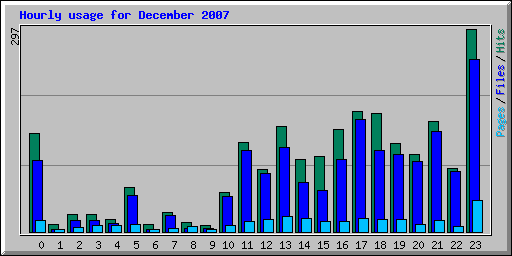 Hourly usage for December 2007
297
Pages/Files/Hits
0 1 2 3 4 5 6 7 8 9 10 11 12 13 14 15 16 17 18 19 20 21 22 23